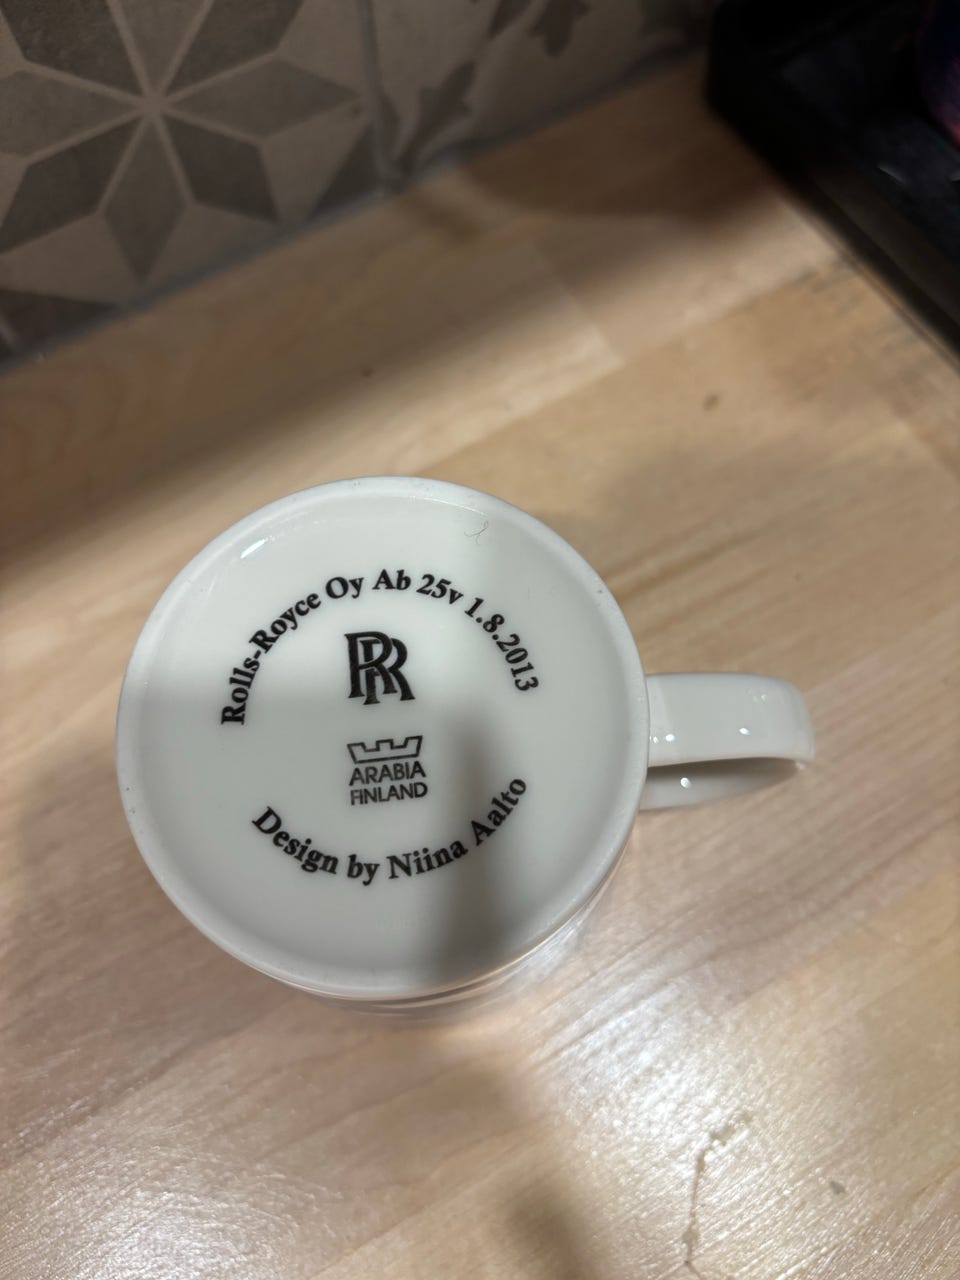 Rolls-Royce Oy Ab 25v 1.8.2013
RR
ARABIA
FINLAND
Design by Niina Aalto